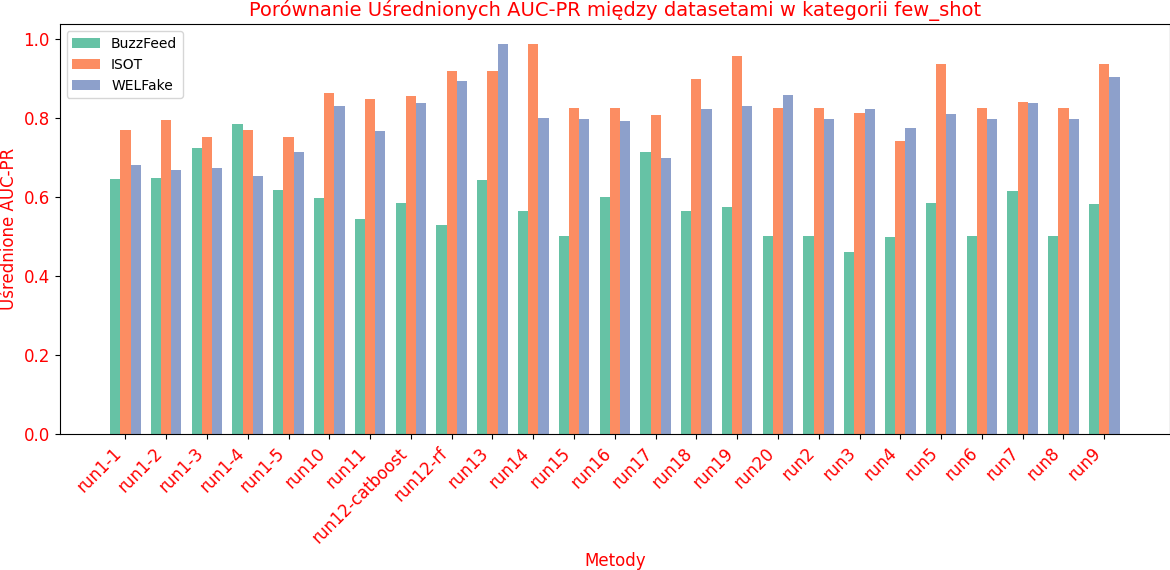 Porównanie Uśrednionych AUC-PR między datasetami w kategorii few_shot
BuzzFeed
ISOT
WELFake
Uśrednione AUC-PR
1.0
0.8
0.6
0.4
0.2
0.0
run1-1
run1-2
run1-3
run1-4
run1-5
run10
run11
run12-catboost
run12-rf
run13
run14
run15
run16
run17
run18
run19
run20
run2
run3
run4
run5
run6
run7
run8
run9
Metody